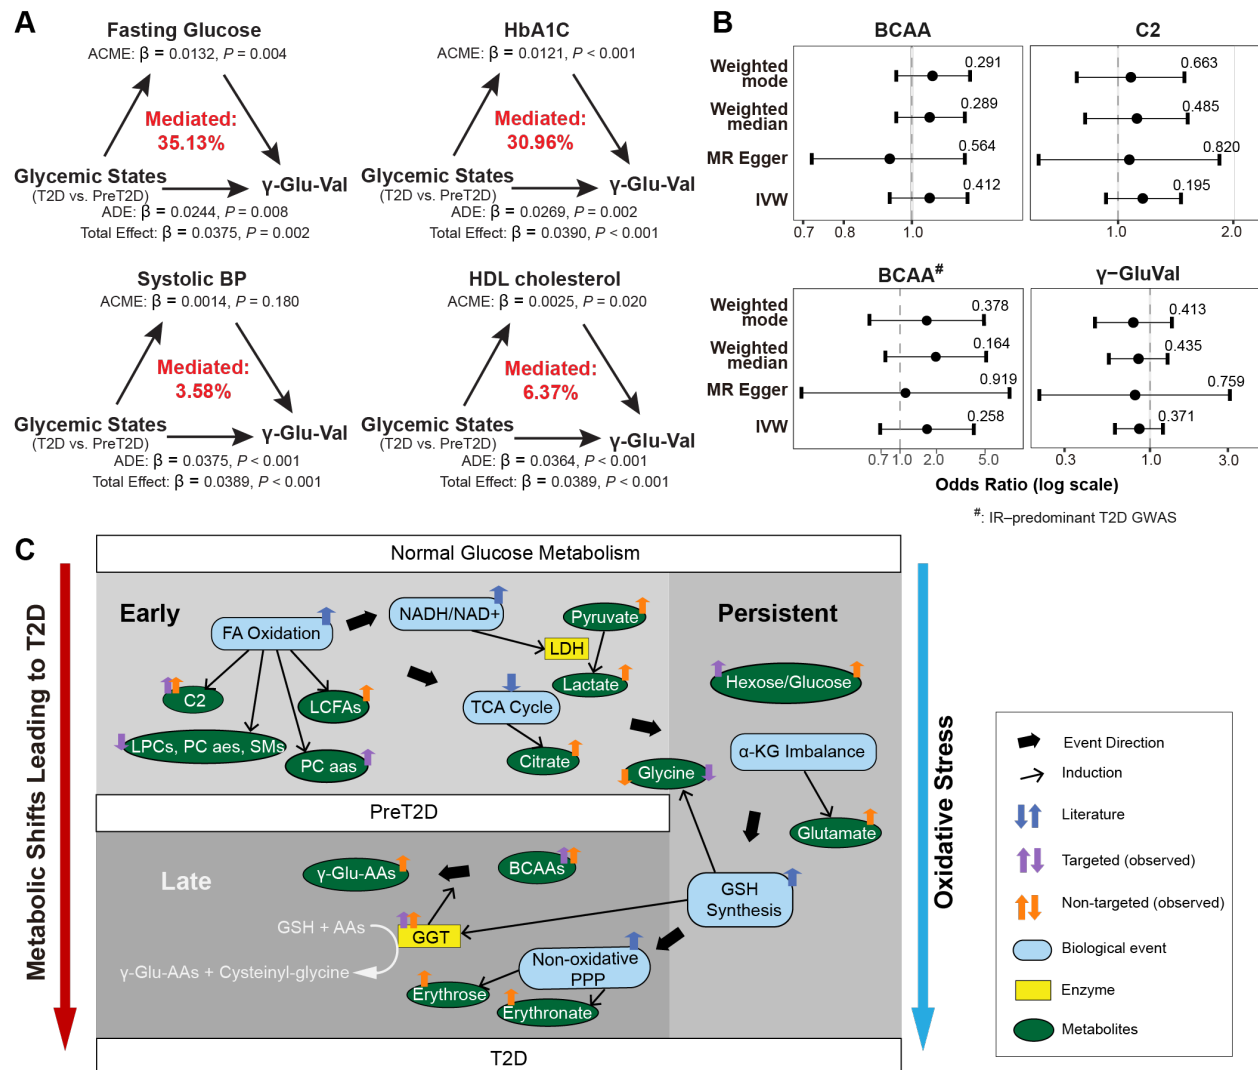 A
Fasting Glucose
ACME: β = 0.0132, P = 0.004
Mediated:
35.13%
Glycemic States
(T2D vs. PreT2D)
γ-Glu-Val
ADE: β = 0.0244, P = 0.008
Total Effect: β = 0.0375, P = 0.002
HbA1C
ACME: β = 0.0121, P < 0.001
Mediated:
30.96%
Glycemic States
(T2D vs. PreT2D)
γ-Glu-Val
ADE: β = 0.0269, P = 0.002
Total Effect: β = 0.0390, P < 0.001
Systolic BP
ACME: β = 0.0014, P = 0.180
Mediated:
3.58%
Glycemic States
(T2D vs. PreT2D)
γ-Glu-Val
ADE: β = 0.0375, P < 0.001
Total Effect: β = 0.0389, P < 0.001
HDL cholesterol
ACME: β = 0.0025, P = 0.020
Mediated:
6.37%
Glycemic States
(T2D vs. PreT2D)
γ-Glu-Val
ADE: β = 0.0364, P < 0.001
Total Effect: β = 0.0389, P < 0.001
B
BCAA
Weighted
mode
0.291
Weighted
median
0.289
MR Egger
0.564
IVW
0.412
0.7 0.8 1.0
C2
0.663
0.485
0.820
0.195
1.0 2.0
BCAA#
Weighted
mode
0.378
Weighted
median
0.164
MR Egger
0.919
IVW
0.258
0.7 1.0 2.0 5.0
γ−GluVal
0.413
0.435
0.759
0.371
0.3 1.0 3.0
Odds Ratio (log scale)
#: IR−predominant T2D GWAS
C
Metabolic Shifts Leading to T2D
Normal Glucose Metabolism
Early
FA Oxidation
NADH/NAD+
Pyruvate
LDH
Lactate
C2
LCFAs
TCA Cycle
LPCs, PC aes, SMs
PC aas
Citrate
Persistent
Hexose/Glucose
α-KG Imbalance
Glycine
Glutamate
PreT2D
Late
γ-Glu-AAs
BCAAs
GSH
Synthesis
GSH + AAs
GGT
γ-Glu-AAs + Cysteinyl-glycine
Non-oxidative
PPP
Erythrose
Erythronate
T2D
Oxidative Stress
Event Direction
Induction
Literature
Targeted (observed)
Non-targeted (observed)
Biological event
Enzyme
Metabolites